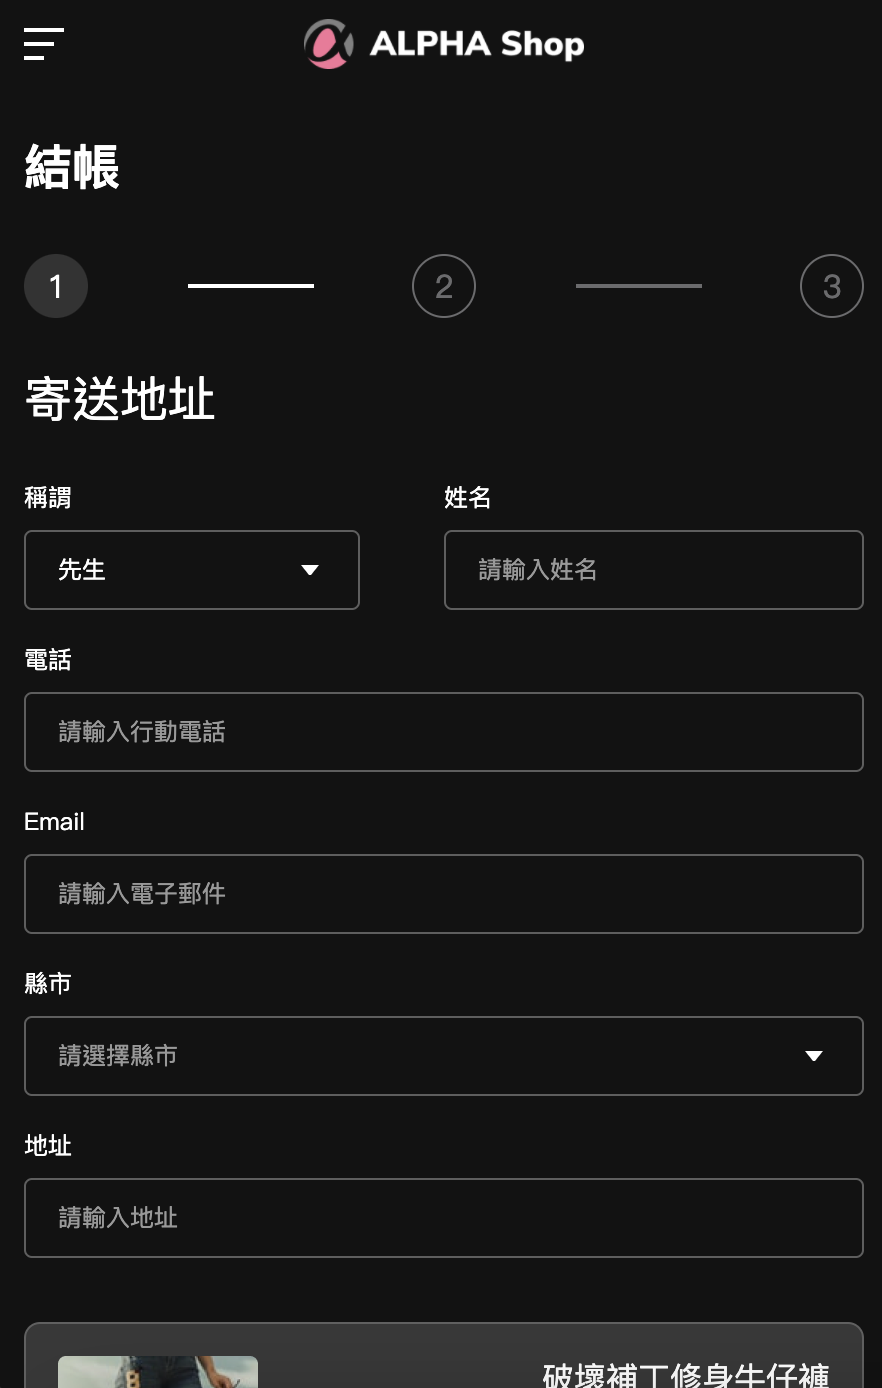 ALPHA Shop
結帳
1 2 3
寄送地址
稱謂 姓名
先生 請輸入姓名
電話
請輸入行動電話
Email
請輸入電子郵件
縣市
請選擇縣市
地址
請輸入地址
破壞補丁修身牛仔褲